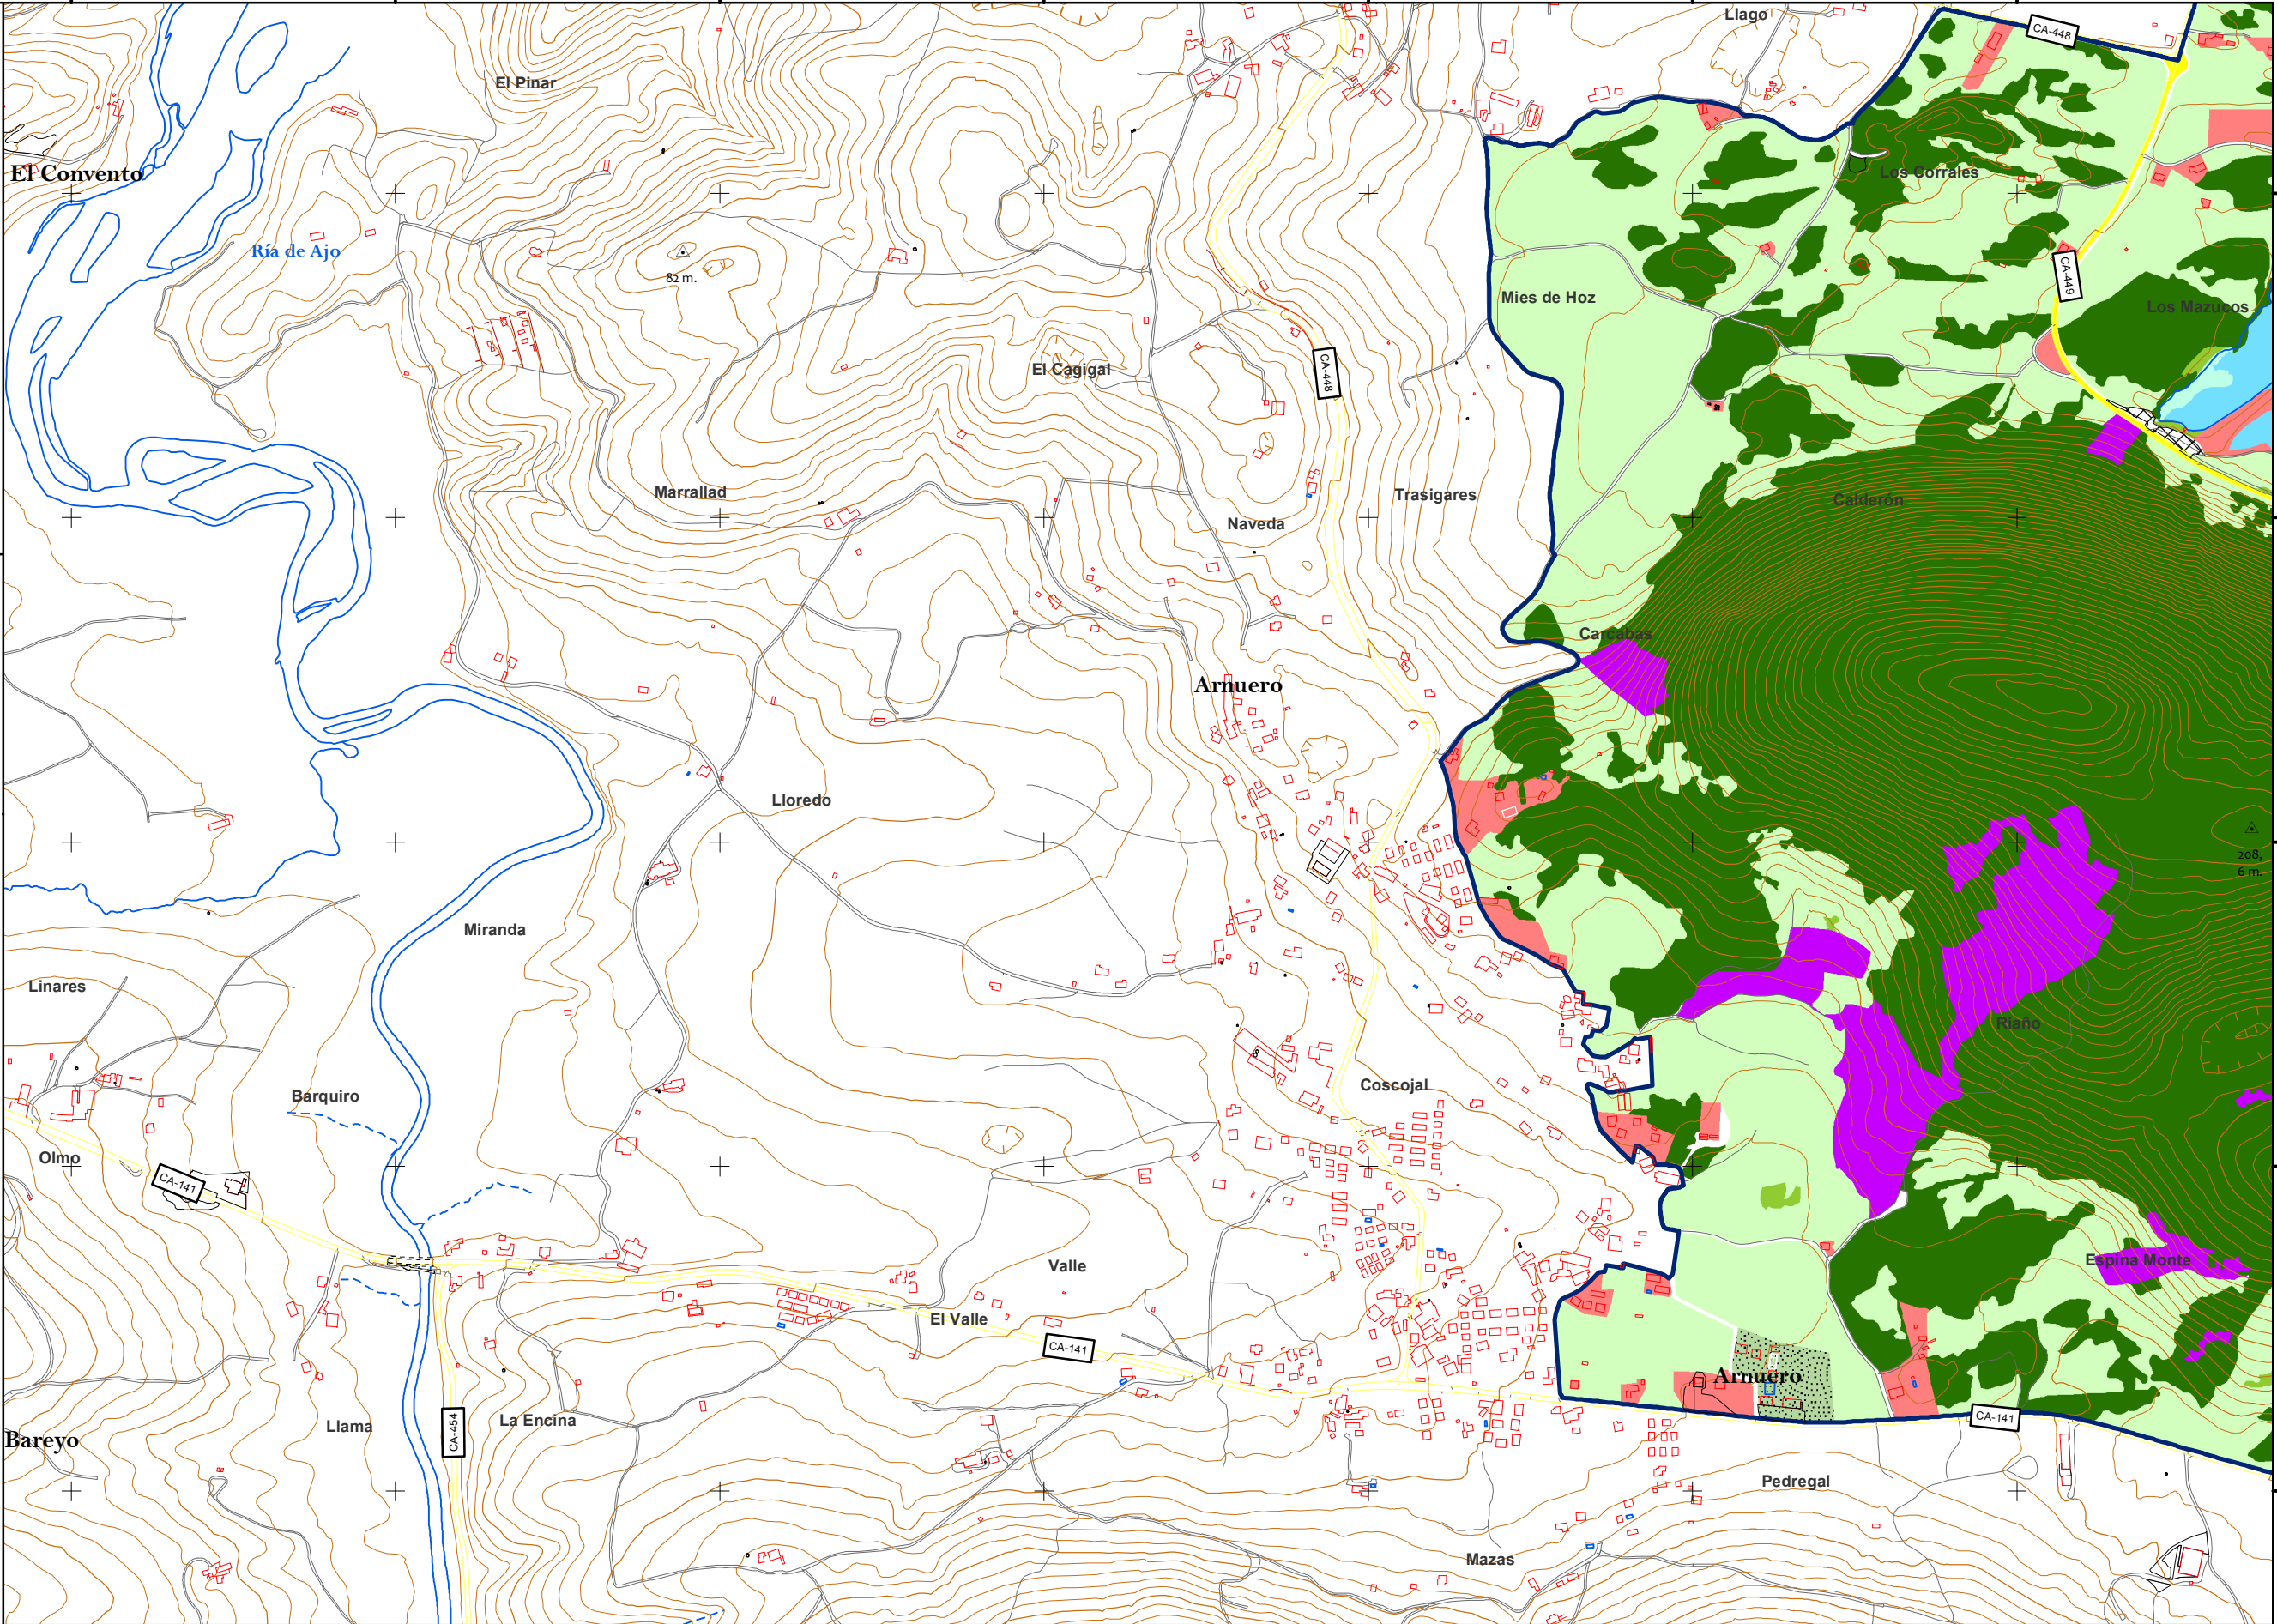 Llago
CA-448
El Pinar
El Convento
Los Corrales
Ría de Ajo
82 m.
Mies de Hoz
CA-449
Los Mazucos
El Cagigal
CA-448
Marrallad
Trasigares
Calderón
Naveda
Carcabas
Arnuero
Lloredo
208,
6 m.
Miranda
Linares
Riaño
Barquiro
Coscojal
Olmo
CA-141
Valle
Espina Monte
El Valle
CA-141
Arnuero
Llama
La Encina
CA-454
CA-141
Bareyo
Pedregal
Mazas